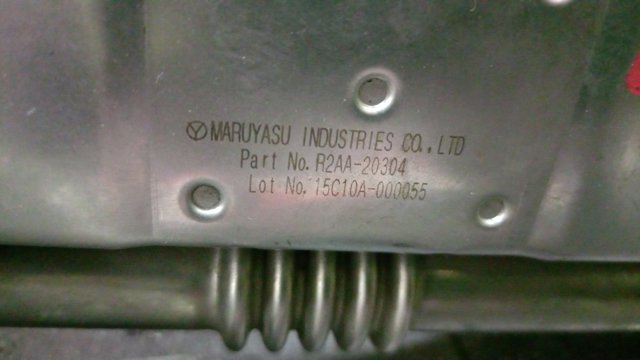 MARUYASU INDUSTRIES CO., LTD
Part No. R2AA-20304
Lot No. 15C10A-000055